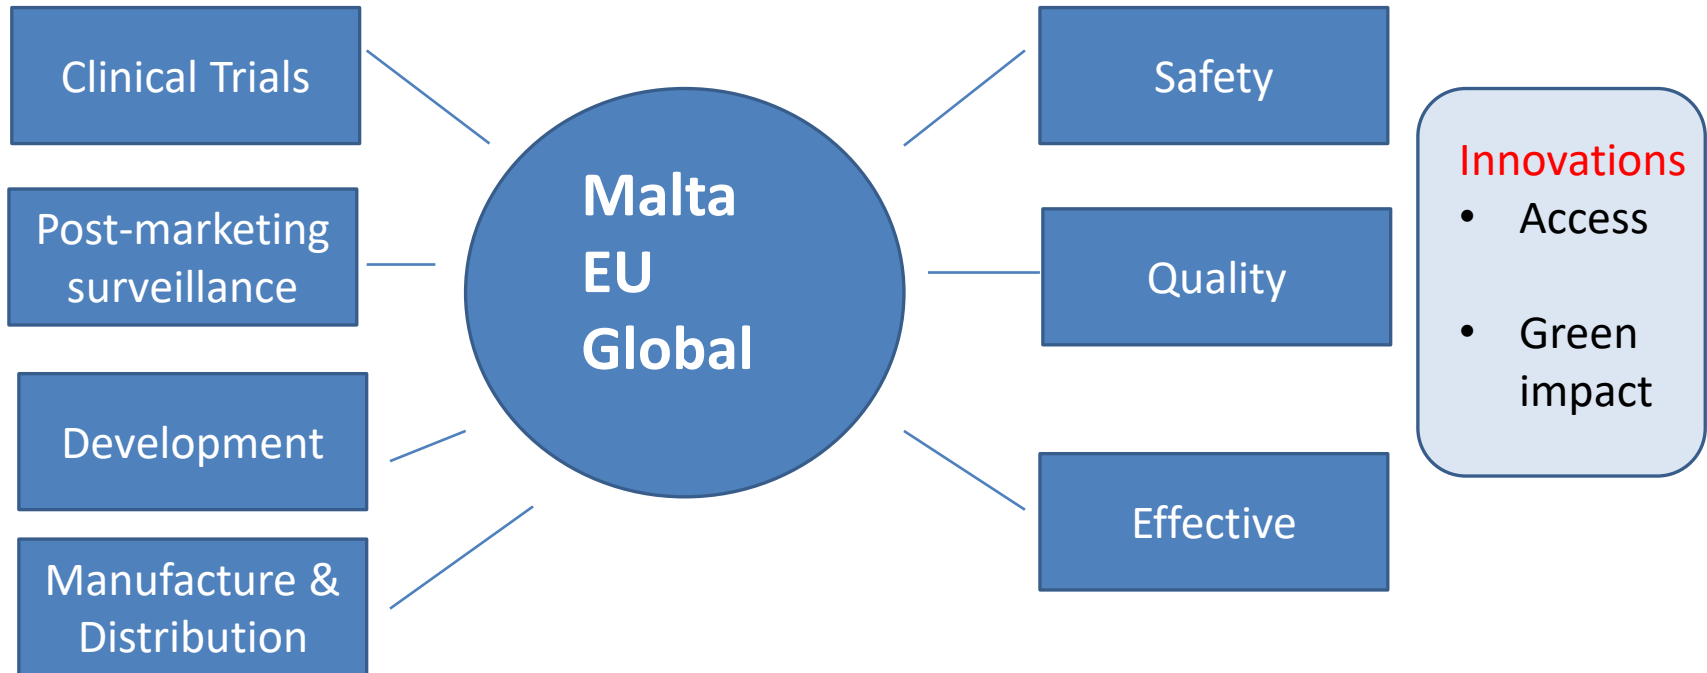 Clinical Trials
Post-marketing
surveillance
Development
Manufacture &
Distribution
Malta
EU
Global
Safety
Quality
Effective
Innovations
• Access
• Green
impact